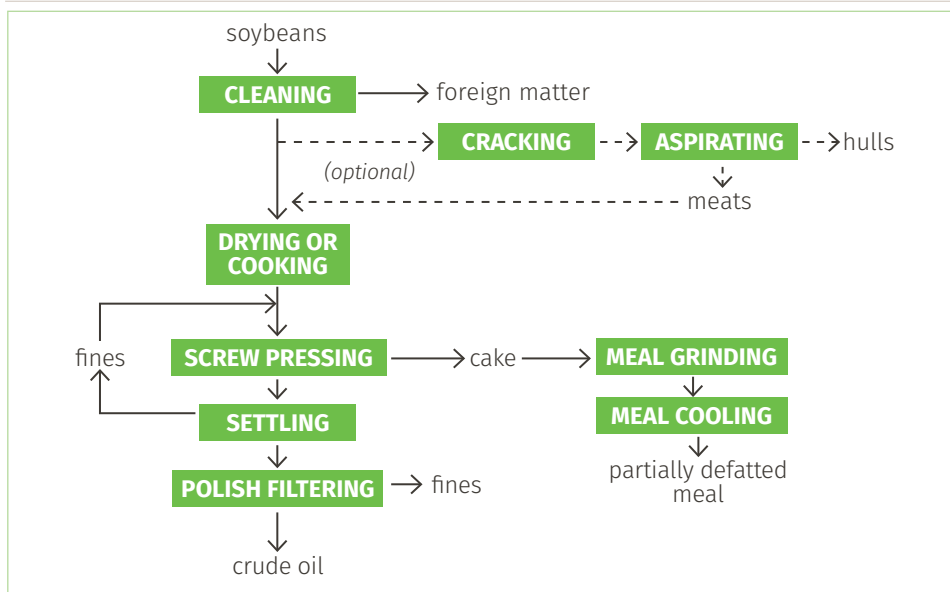 soybeans
CLEANING
foreign matter
CRACKING
ASPIRATING
hulls
(optional)
meats
DRYING OR
COOKING
fines
SCREW PRESSING
cake
MEAL GRINDING
SETTLING
MEAL COOLING
POLISH FILTERING
fines
partially defatted
meal
crude oil